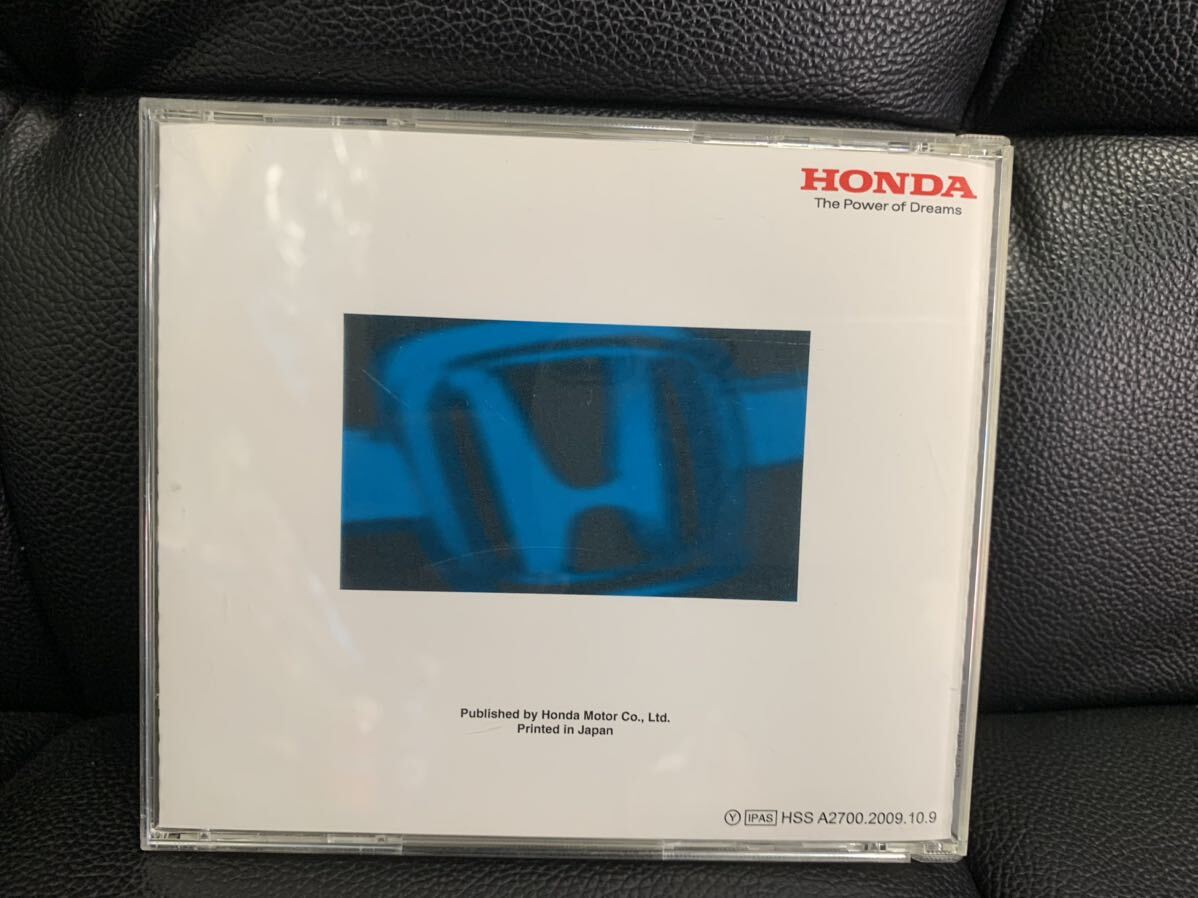 HONDA
The Power of Dreams
Published by Honda Motor Co., Ltd.
Printed in Japan
Ⓨ IPAS HSS A2700.2009.10.9